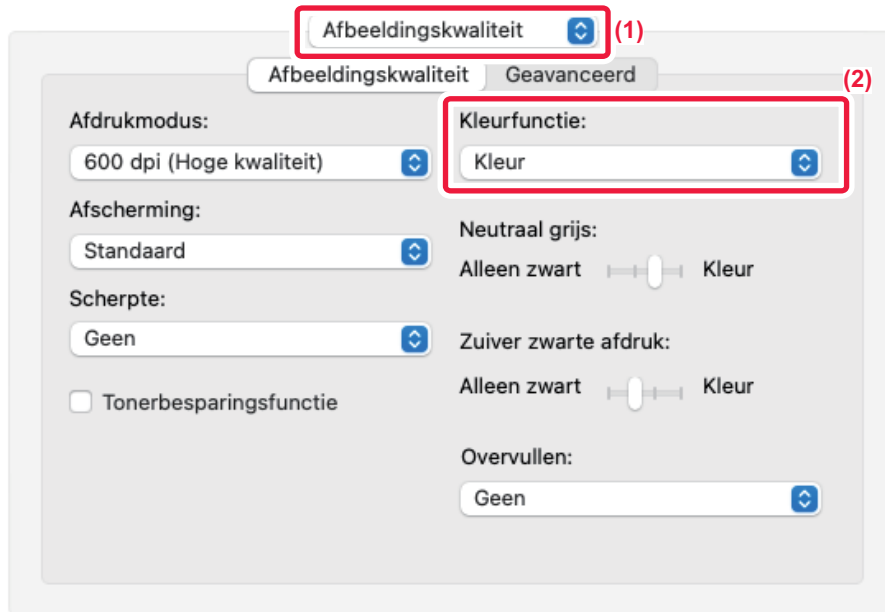 Afbeeldingskwaliteit (1)
Afbeeldingskwaliteit Geavanceerd
(2)
Afdrukmodus:
600 dpi (Hoge kwaliteit)
Afscherming:
Standaard
Scherpte:
Geen
Tonerbesparingsfunctie
Kleurfunctie:
Kleur
Neutraal grijs:
Alleen zwart Kleur
Zuiver zwarte afdruk:
Alleen zwart Kleur
Overvullen:
Geen